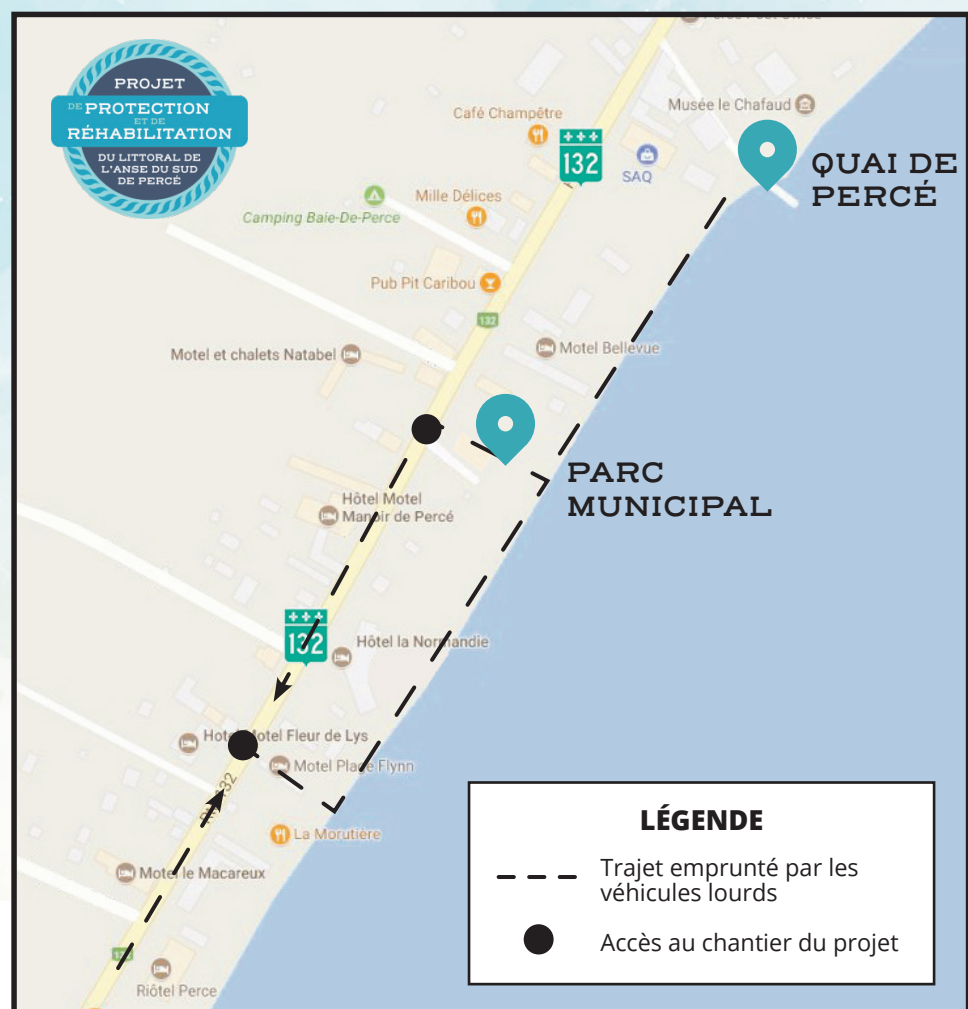 PROJET
DE PROTECTION
ET DE
RÉHABILITATION
DU LITTORAL DE
L'ANSE DU SUD
DE PERCÉ
Musée le Chafaud
Café Champêtre
132
SAQ
QUAI DE
PERCÉ
Mille Délices
Camping Baie-De-Perce
Pub Pit Caribou
132
Motel Bellevue
Motel et chalets Natabel
PARC
MUNICIPAL
Hôtel Motel
Manoir de Percé
132
Hôtel la Normandie
Hotel Motel Fleur de Lys
Motel Plage Flynn
132
La Morutière
Motel le Macareux
132
Riôtel Perce
LÉGENDE
Trajet emprunté par les
véhicules lourds
Accès au chantier du projet